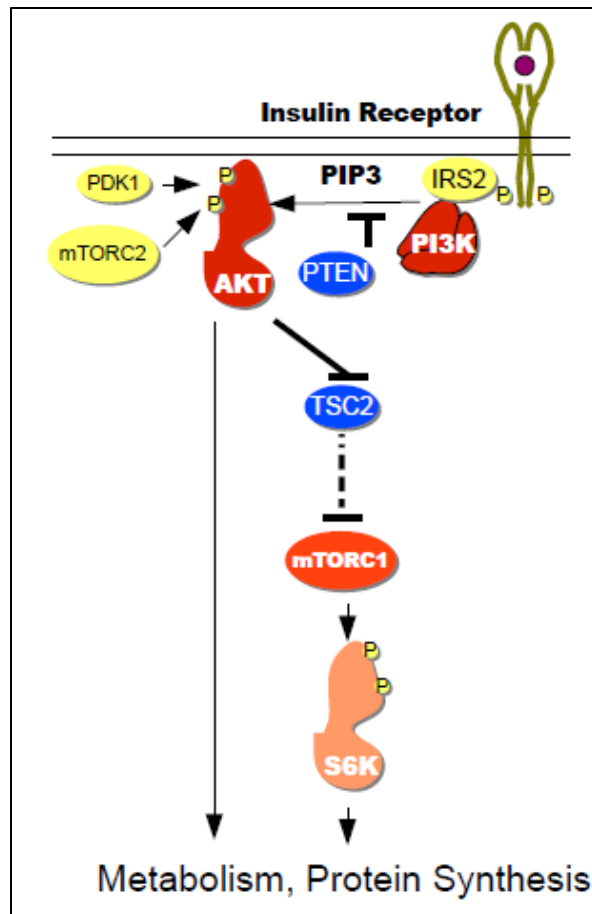 Insulin Receptor
PDK1
P
PIP3
IRS2
P
P
P
mTORC2
PI3K
AKT
PTEN
TSC2
mTORC1
P
P
S6K
Metabolism, Protein Synthesis